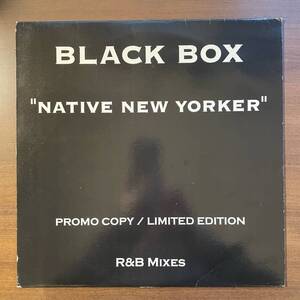 BLACK BOX
"NATIVE NEW YORKER"
PROMO COPY / LIMITED EDITION
R&B MIXES